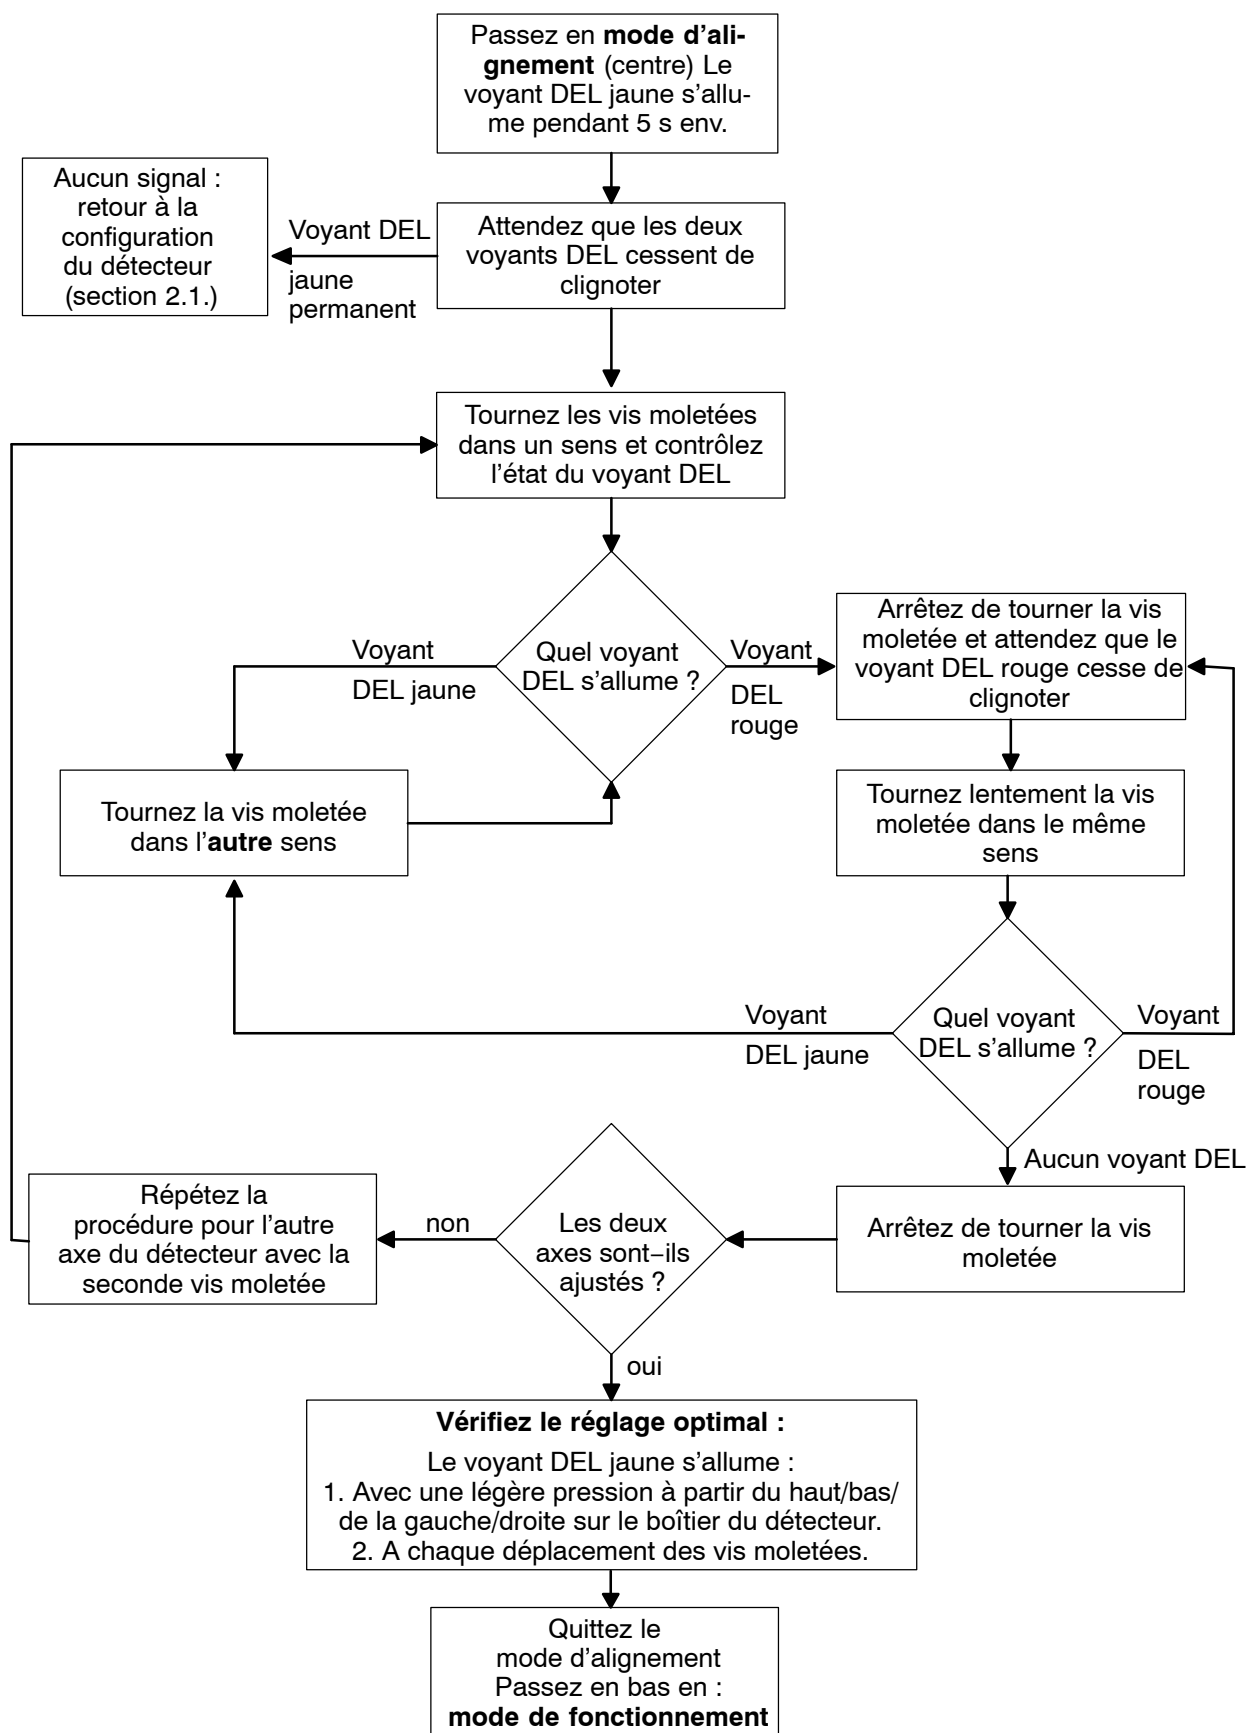 Passez en mode d’ali-
gnement (centre) Le
voyant DEL jaune s’allu-
me pendant 5 s env.
Aucun signal :
retour à la
configuration
du détecteur
(section 2.1.)
Voyant DEL
jaune
permanent
Attendez que les deux
voyants DEL cessent de
clignoter
Tournez les vis moletées
dans un sens et contrôlez
l’état du voyant DEL
Quel voyant
DEL s’allume ?
Voyant
DEL jaune
Voyant
DEL
rouge
Arrêtez de tourner la vis
moletée et attendez que le
voyant DEL rouge cesse de
clignoter
Tournez la vis moletée
dans l’autre sens
Tournez lentement la vis
moletée dans le même
sens
Quel voyant
DEL s’allume ?
Voyant
DEL jaune
Voyant
DEL
rouge
Aucun voyant DEL
Arrêtez de tourner la vis
moletée
Les deux
axes sont–ils
ajustés ?
non
Répétez la
procédure pour l’autre
axe du détecteur avec la
seconde vis moletée
oui
Vérifiez le réglage optimal :
Le voyant DEL jaune s’allume :
1. Avec une légère pression à partir du haut/bas/
de la gauche/droite sur le boîtier du détecteur.
2. A chaque déplacement des vis moletées.
Quittez le
mode d’alignement
Passez en bas en :
mode de fonctionnement